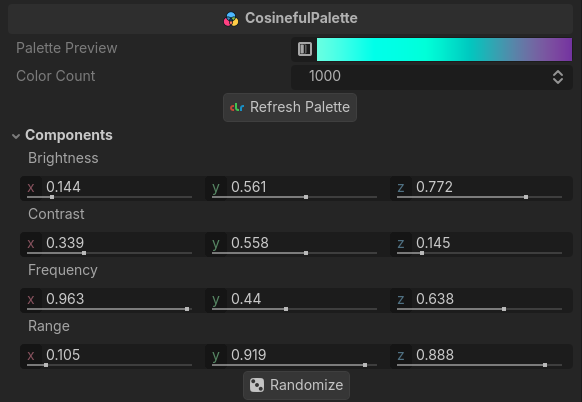 CosinefulPalette
Palette Preview
Color Count 1000
clr Refresh Palette
Components
Brightness
x 0.144 y 0.561 z 0.772
Contrast
x 0.339 y 0.558 z 0.145
Frequency
x 0.963 y 0.44 z 0.638
Range
x 0.105 y 0.919 z 0.888
Randomize